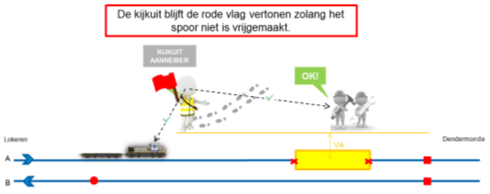 De kijkuit blijft de rode vlag vertonen zolang het
spoor niet is vrijgemaakt.
KIJKUIT
AANNEMER
OK!
Lokeren
Dendermonde
VA
A
B